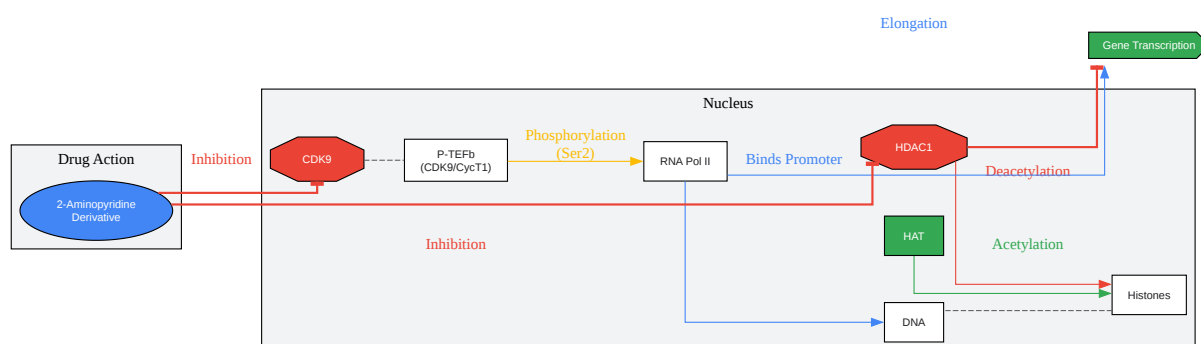 Elongation
Gene Transcription
Nucleus
Drug Action
Inhibition
CDK9
P-TEFb
(CDK9/CycT1)
Phosphorylation
(Ser2)
RNA Pol II
Binds Promoter
HDAC1
Deacetylation
2-Aminopyridine
Derivative
Inhibition
HAT
Acetylation
Histones
DNA